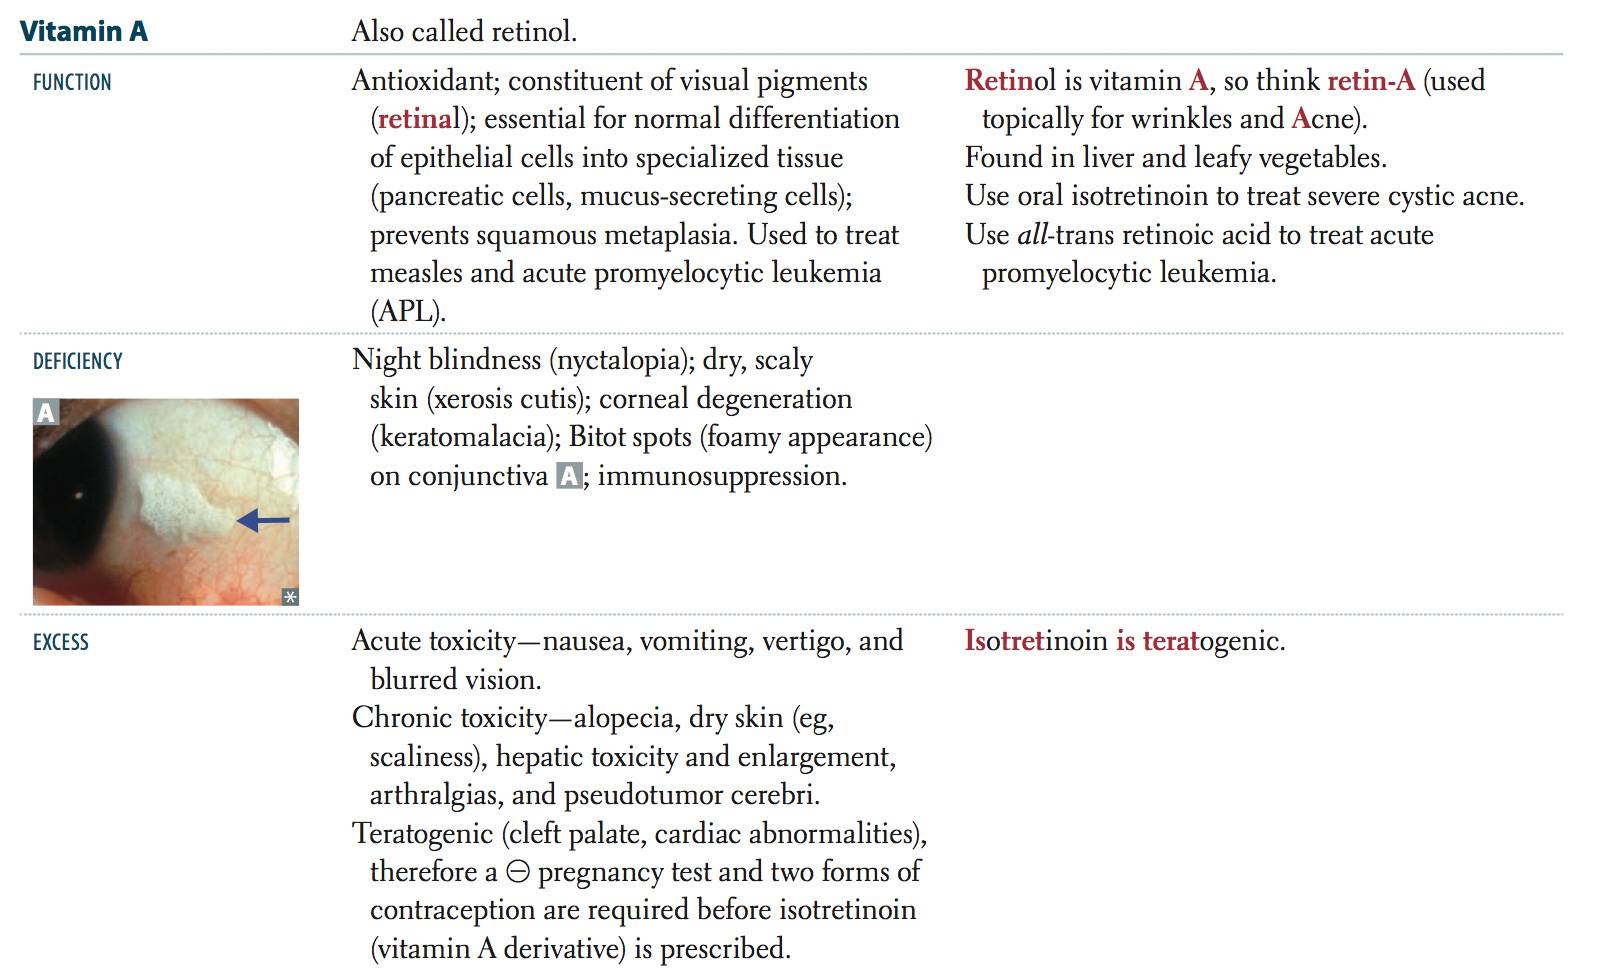 Vitamin A
Also called retinol.
FUNCTION
Antioxidant; constituent of visual pigments
(retinal); essential for normal differentiation
of epithelial cells into specialized tissue
(pancreatic cells, mucus-secreting cells);
prevents squamous metaplasia. Used to treat
measles and acute promyelocytic leukemia
(APL).
Retinol is vitamin A, so think retin-A (used
topically for wrinkles and Acne).
Found in liver and leafy vegetables.
Use oral isotretinoin to treat severe cystic acne.
Use all-trans retinoic acid to treat acute
promyelocytic leukemia.
DEFICIENCY
A
*
Night blindness (nyctalopia); dry, scaly
skin (xerosis cutis); corneal degeneration
(keratomalacia); Bitot spots (foamy appearance)
on conjunctiva A; immunosuppression.
EXCESS
Acute toxicity—nausea, vomiting, vertigo, and
blurred vision.
Chronic toxicity—alopecia, dry skin (eg,
scaliness), hepatic toxicity and enlargement,
arthralgias, and pseudotumor cerebri.
Teratogenic (cleft palate, cardiac abnormalities),
therefore a ⊖ pregnancy test and two forms of
contraception are required before isotretinoin
(vitamin A derivative) is prescribed.
Isotretinoin is teratogenic.